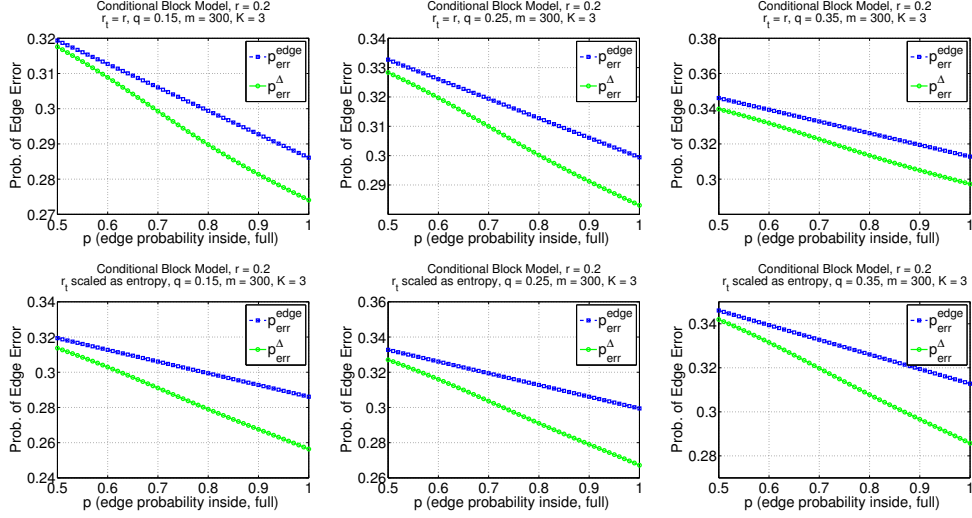 Conditional Block Model, r = 0.2
r_t = r, q = 0.15, m = 300, K = 3
Prob. of Edge Error
0.32
0.31
0.3
0.29
0.28
0.27
p_err^edge
p_err^Δ
0.5 0.6 0.7 0.8 0.9 1
p (edge probability inside, full)
Conditional Block Model, r = 0.2
r_t = r, q = 0.25, m = 300, K = 3
Prob. of Edge Error
0.34
0.33
0.32
0.31
0.3
0.29
0.28
p_err^edge
p_err^Δ
0.5 0.6 0.7 0.8 0.9 1
p (edge probability inside, full)
Conditional Block Model, r = 0.2
r_t = r, q = 0.35, m = 300, K = 3
Prob. of Edge Error
0.38
0.36
0.34
0.32
0.3
p_err^edge
p_err^Δ
0.5 0.6 0.7 0.8 0.9 1
p (edge probability inside, full)
Conditional Block Model, r = 0.2
r_t scaled as entropy, q = 0.15, m = 300, K = 3
Prob. of Edge Error
0.34
0.32
0.3
0.28
0.26
0.24
p_err^edge
p_err^Δ
0.5 0.6 0.7 0.8 0.9 1
p (edge probability inside, full)
Conditional Block Model, r = 0.2
r_t scaled as entropy, q = 0.25, m = 300, K = 3
Prob. of Edge Error
0.36
0.34
0.32
0.3
0.28
0.26
p_err^edge
p_err^Δ
0.5 0.6 0.7 0.8 0.9 1
p (edge probability inside, full)
Conditional Block Model, r = 0.2
r_t scaled as entropy, q = 0.35, m = 300, K = 3
Prob. of Edge Error
0.34
0.32
0.3
0.28
p_err^edge
p_err^Δ
0.5 0.6 0.7 0.8 0.9 1
p (edge probability inside, full)